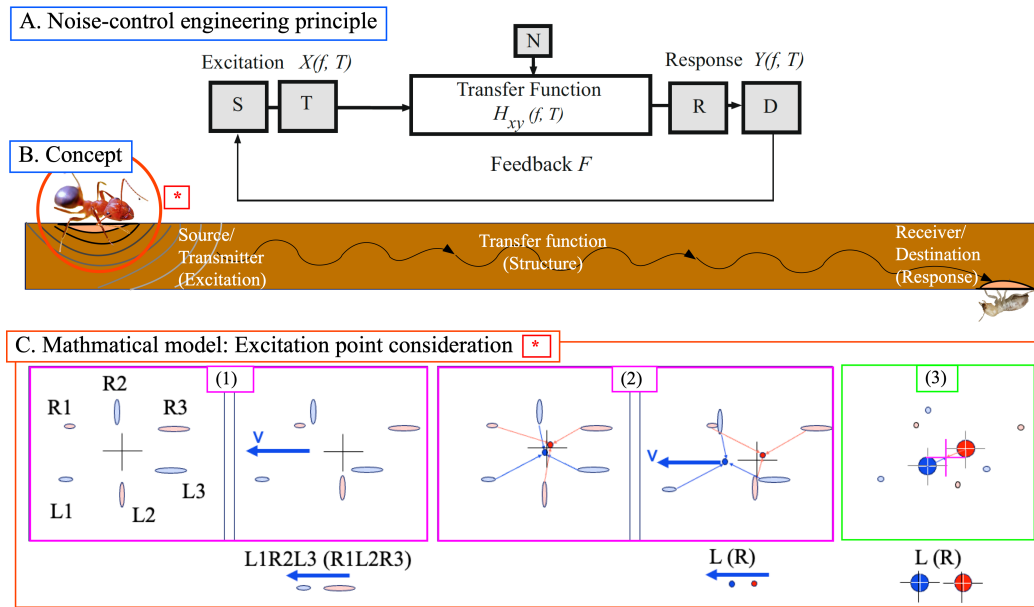 A. Noise-control engineering principle
N
Excitation X(f, T)
Response Y(f, T)
S
T
Transfer Function
H_xy (f, T)
R
D
Feedback F
B. Concept
*
Source/
Transmitter
(Excitation)
Transfer function
(Structure)
Receiver/
Destination
(Response)
C. Mathmatical model: Excitation point consideration *
(1)
R1
R2
R3
L1
L2
L3
V
L1R2L3 (R1L2R3)
(2)
V
L (R)
(3)
L (R)